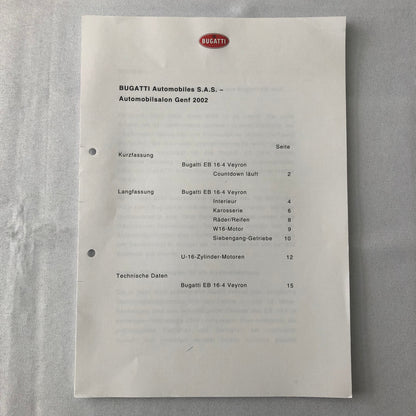 BUGATTI
BUGATTI Automobiles S.A.S. –
Automobilsalon Genf 2002
Seite
Kurzfassung
Bugatti EB 16·4 Veyron
Countdown läuft 2
Langfassung Bugatti EB 16·4 Veyron
Interieur 4
Karosserie 6
Räder/Reifen 8
W16-Motor 9
Siebengang-Getriebe 10
U-16-Zylinder-Motoren 12
Technische Daten
Bugatti EB 16·4 Veyron 15